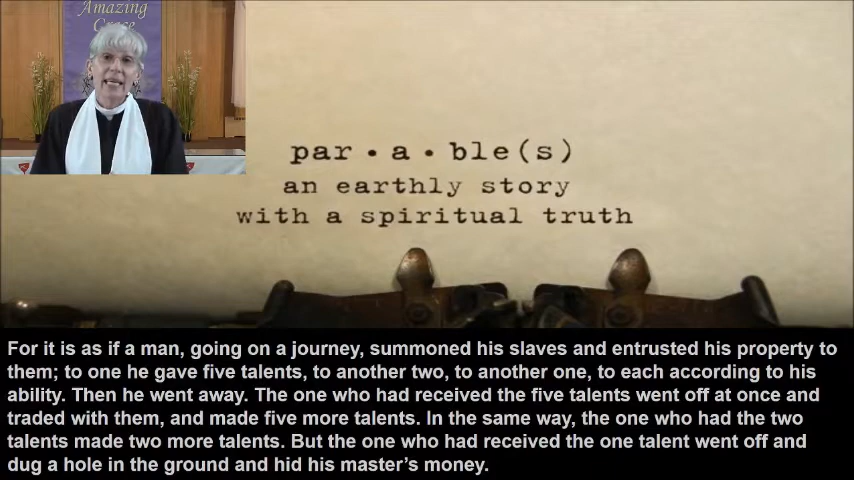 Amazing
Grace
par • a • ble(s)
an earthly story
with a spiritual truth
For it is as if a man, going on a journey, summoned his slaves and entrusted his property to
them; to one he gave five talents, to another two, to another one, to each according to his
ability. Then he went away. The one who had received the five talents went off at once and
traded with them, and made five more talents. In the same way, the one who had the two
talents made two more talents. But the one who had received the one talent went off and
dug a hole in the ground and hid his master’s money.